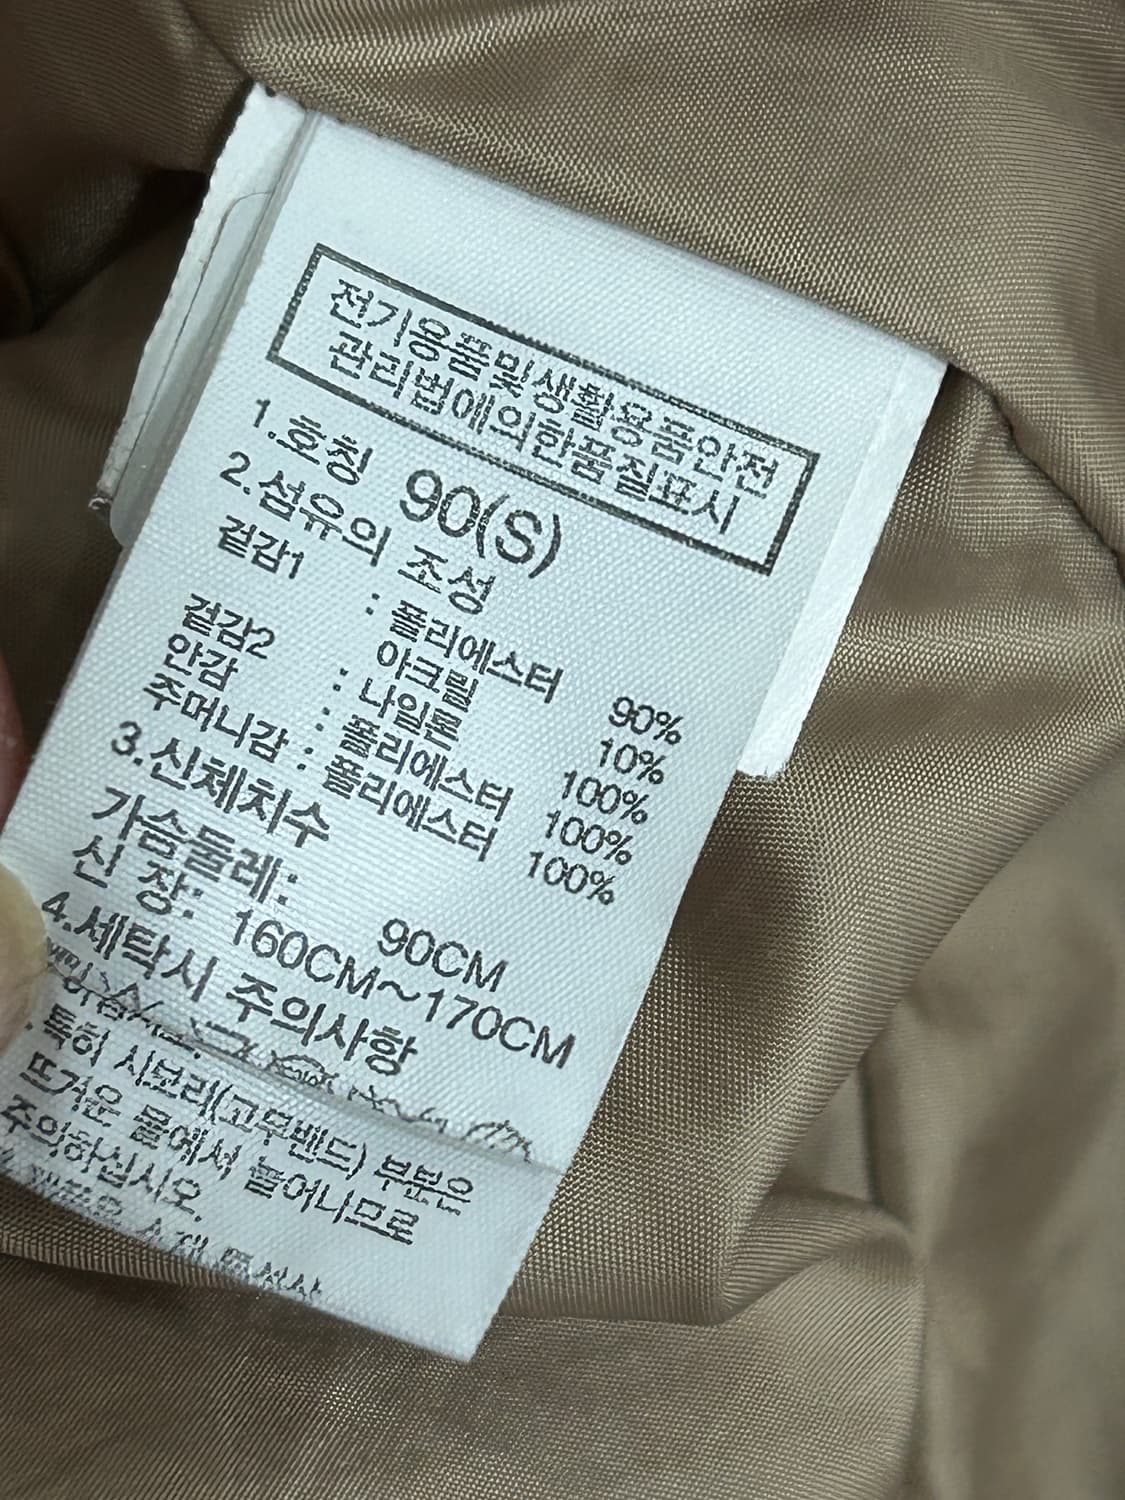 전기용품및생활용품안전
관리법에의한품질표시
1.호칭 90(S)
2.섬유의 조성
겉감1 : 폴리에스터 90%
아크릴 10%
겉감2 : 나일론 100%
안감 : 폴리에스터 100%
주머니감 : 폴리에스터 100%
3.신체치수
가슴둘레: 90CM
신 장: 160CM~170CM
4.세탁시 주의사항
특히 시보리(고무밴드) 부분은
뜨거운 물에서 늘어나므로
주의하십시오.